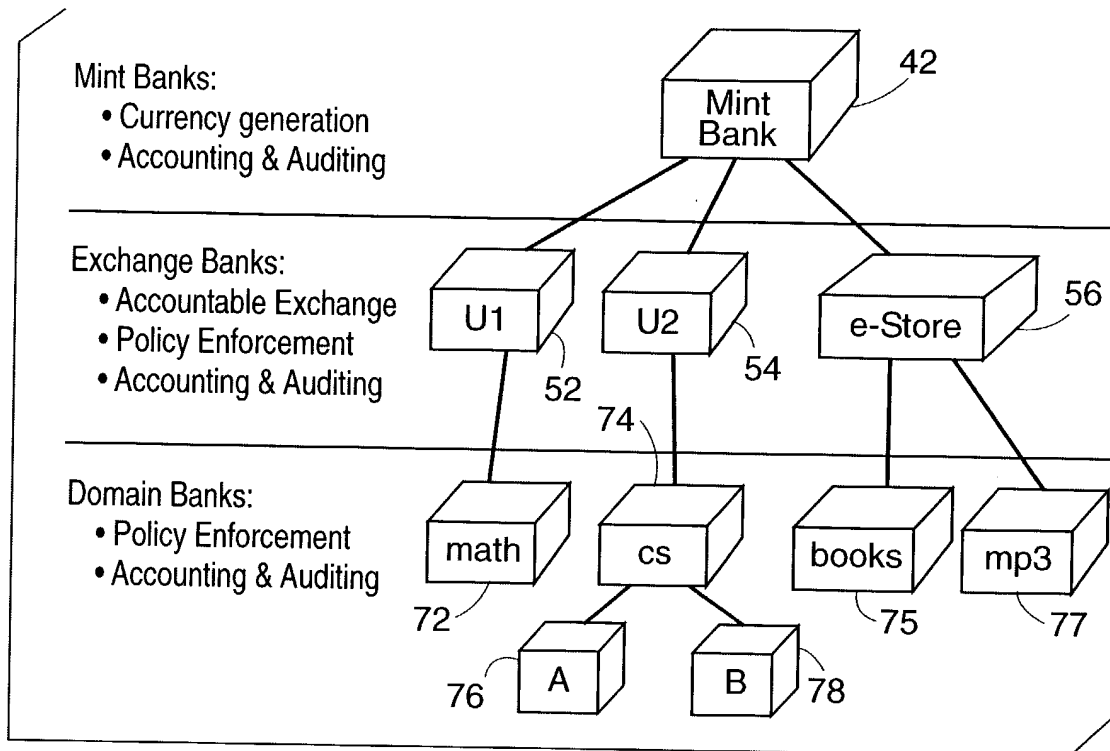 42
Mint Banks:
• Currency generation
• Accounting & Auditing
Mint
Bank
Exchange Banks:
• Accountable Exchange
• Policy Enforcement
• Accounting & Auditing
U1
U2
e-Store
56
52
54
74
Domain Banks:
• Policy Enforcement
• Accounting & Auditing
math
cs
books
mp3
72
75
77
76
A
B
78